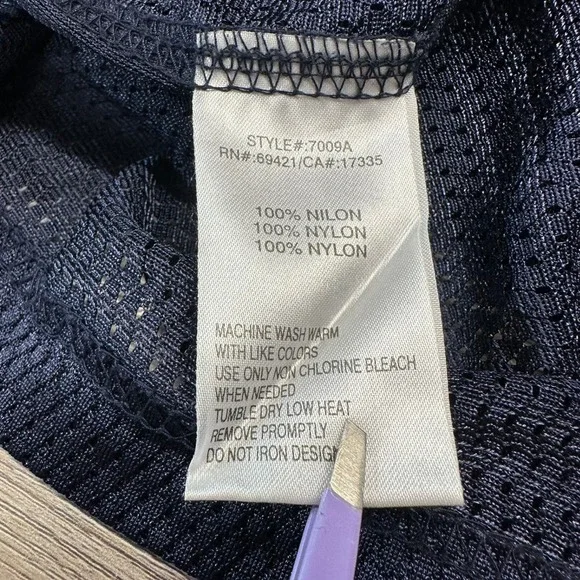 STYLE#:7009A
RN#:69421/CA#:17335
100% NILON
100% NYLON
100% NYLON
MACHINE WASH WARM
WITH LIKE COLORS
USE ONLY NON CHLORINE BLEACH
WHEN NEEDED
TUMBLE DRY LOW HEAT
REMOVE PROMPTLY
DO NOT IRON DESIGN